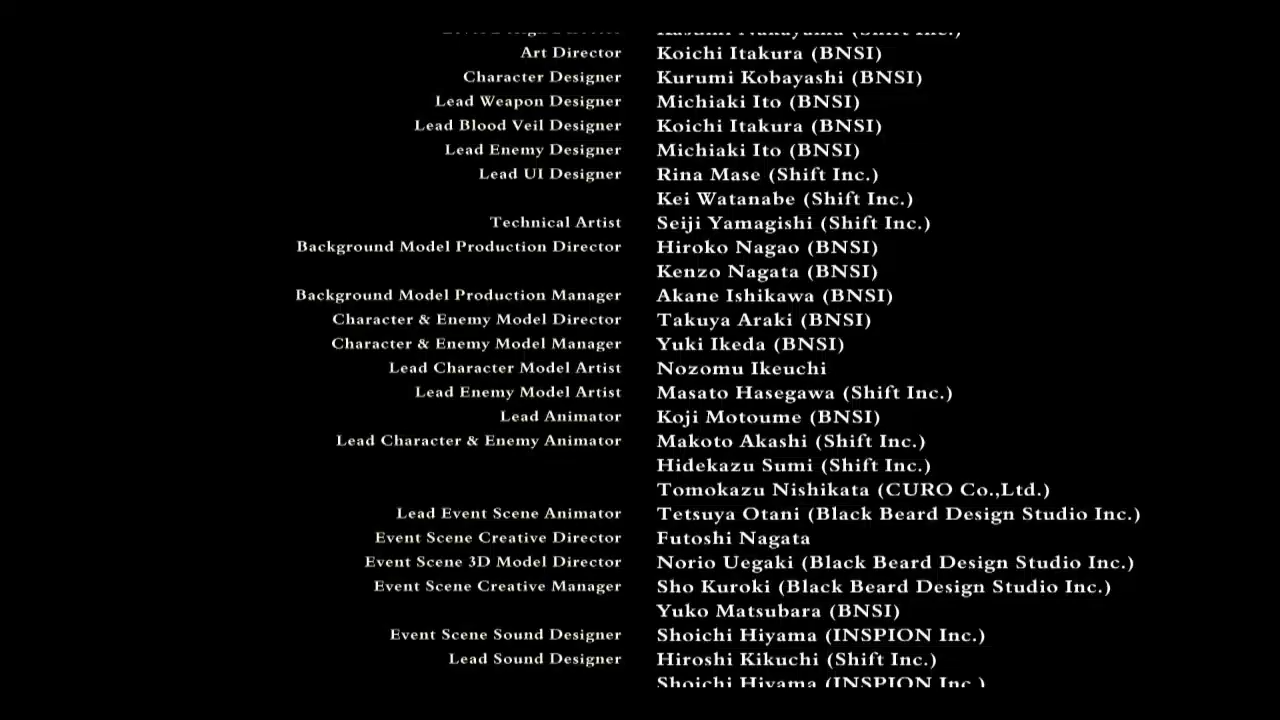 Art Director Koichi Itakura (BNSI)
Character Designer Kurumi Kobayashi (BNSI)
Lead Weapon Designer Michiaki Ito (BNSI)
Lead Blood Veil Designer Koichi Itakura (BNSI)
Lead Enemy Designer Michiaki Ito (BNSI)
Lead UI Designer Rina Mase (Shift Inc.)
Kei Watanabe (Shift Inc.)
Technical Artist Seiji Yamagishi (Shift Inc.)
Background Model Production Director Hiroko Nagao (BNSI)
Kenzo Nagata (BNSI)
Background Model Production Manager Akane Ishikawa (BNSI)
Character & Enemy Model Director Takuya Araki (BNSI)
Character & Enemy Model Manager Yuki Ikeda (BNSI)
Lead Character Model Artist Nozomu Ikeuchi
Lead Enemy Model Artist Masato Hasegawa (Shift Inc.)
Lead Animator Koji Motoume (BNSI)
Lead Character & Enemy Animator Makoto Akashi (Shift Inc.)
Hidekazu Sumi (Shift Inc.)
Tomokazu Nishikata (CURO Co.,Ltd.)
Lead Event Scene Animator Tetsuya Otani (Black Beard Design Studio Inc.)
Event Scene Creative Director Futoshi Nagata
Event Scene 3D Model Director Norio Uegaki (Black Beard Design Studio Inc.)
Event Scene Creative Manager Sho Kuroki (Black Beard Design Studio Inc.)
Yuko Matsubara (BNSI)
Event Scene Sound Designer Shoichi Hiyama (INSPION Inc.)
Lead Sound Designer Hiroshi Kikuchi (Shift Inc.)
Shoichi Hiyama (INSPION Inc.)